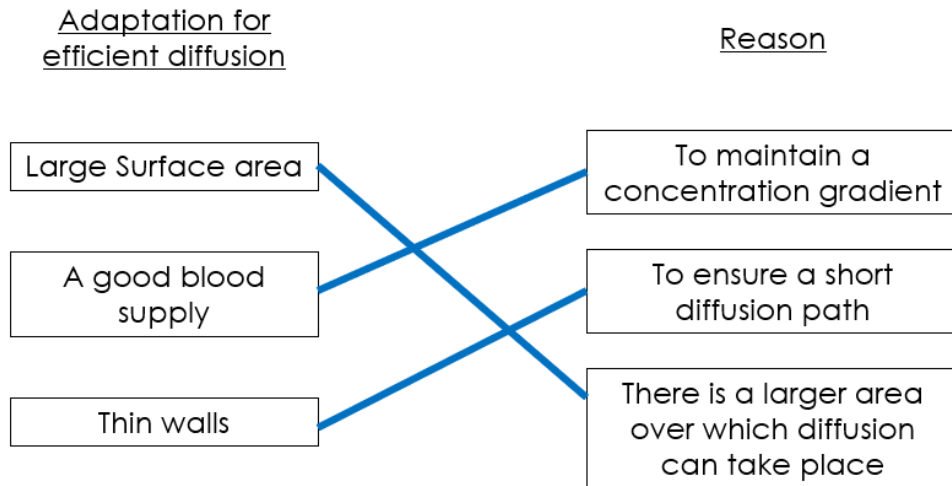 Adaptation for
efficient diffusion
Reason
Large Surface area
A good blood
supply
Thin walls
To maintain a
concentration gradient
To ensure a short
diffusion path
There is a larger area
over which diffusion
can take place